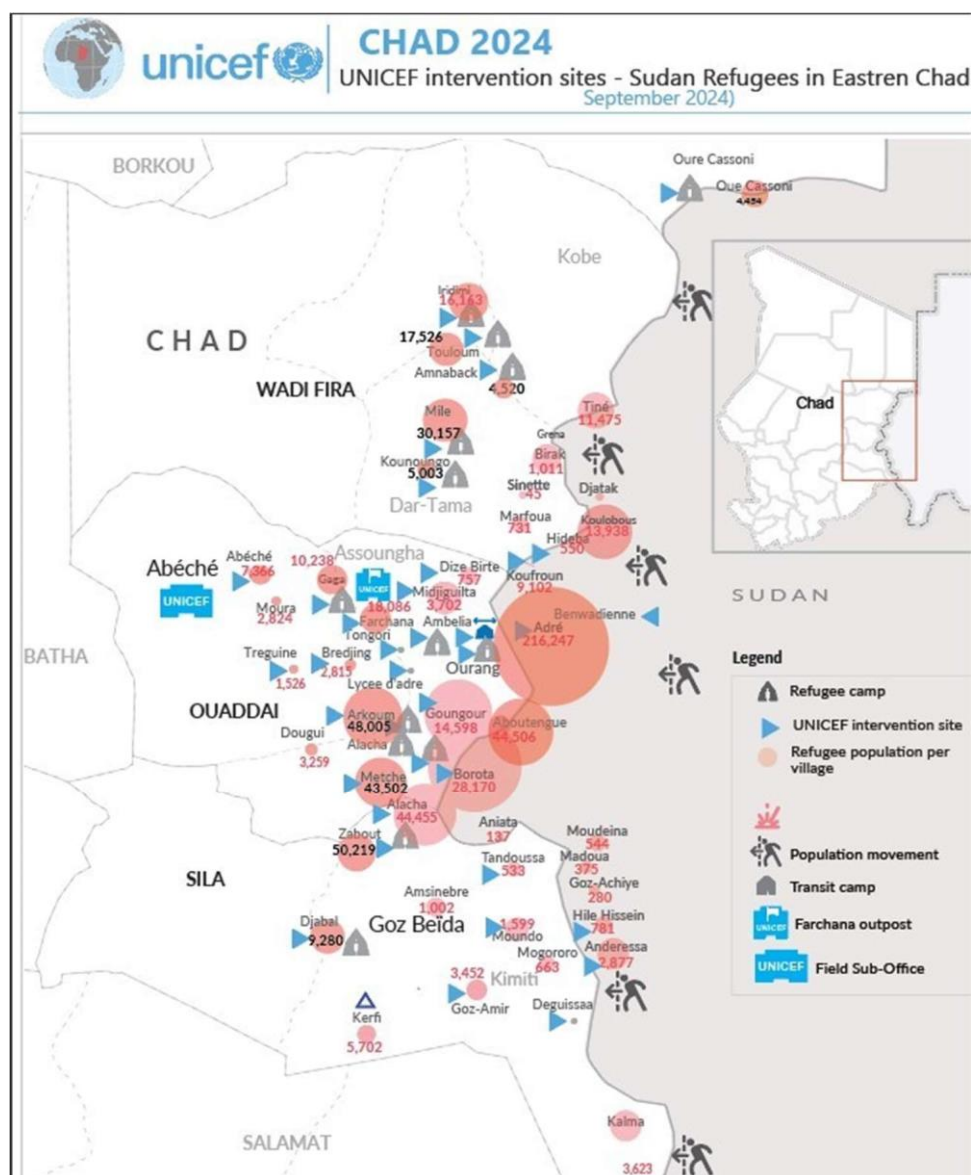 unicef
CHAD 2024
UNICEF intervention sites - Sudan Refugees in Eastren Chad
September 2024)
BORKOU
Oure Cassoni
Oue Cassoni
4,454
Kobe
Iridimi
16,163
CHAD
17,526
Touloum
Amnaback
4,520
WADI FIRA
Chad
Mile
30,157
Tiné
11,475
Grena
Birak
1,011
Kounoungo
5,003
Sinette
45
Djatak
Dar-Tama
Marfoua
731
Koulobous
13,938
Hideba
550
Assoungha
Abéché
Abéché
7,366
10,238
Gaga
UNICEF
UNICEF
Dize Birte
757
Koufroun
9,102
Midjiguilta
3,702
Moura
2,824
18,086
Farchana
Tongori
Ambelia
Adré
216,247
Benwadienne
SUDAN
BATHA
Treguine
1,526
Bredjing
2,815
Ourang
Lycee d'adre
OUADDAI
Arkoum
48,005
Goungour
14,598
Aboutengue
44,506
Dougui
3,259
Alacha
Metche
43,502
Borota
28,170
Alacha
44,455
Zabout
50,219
Aniata
137
Moudeina
544
SILA
Tandoussa
533
Madoua
375
Goz-Achiye
280
Amsinebre
1,002
Hile Hissein
781
Djabal
9,280
Goz Beïda
1,599
Moundo
Anderessa
2,877
Mogororo
663
3,452
Kimiti
Goz-Amir
Deguissaa
Kerfi
5,702
SALAMAT
Kalma
3,623
Legend
Refugee camp
UNICEF intervention site
Refugee population per
village
Population movement
Transit camp
UNICEF
Farchana outpost
UNICEF
Field Sub-Office